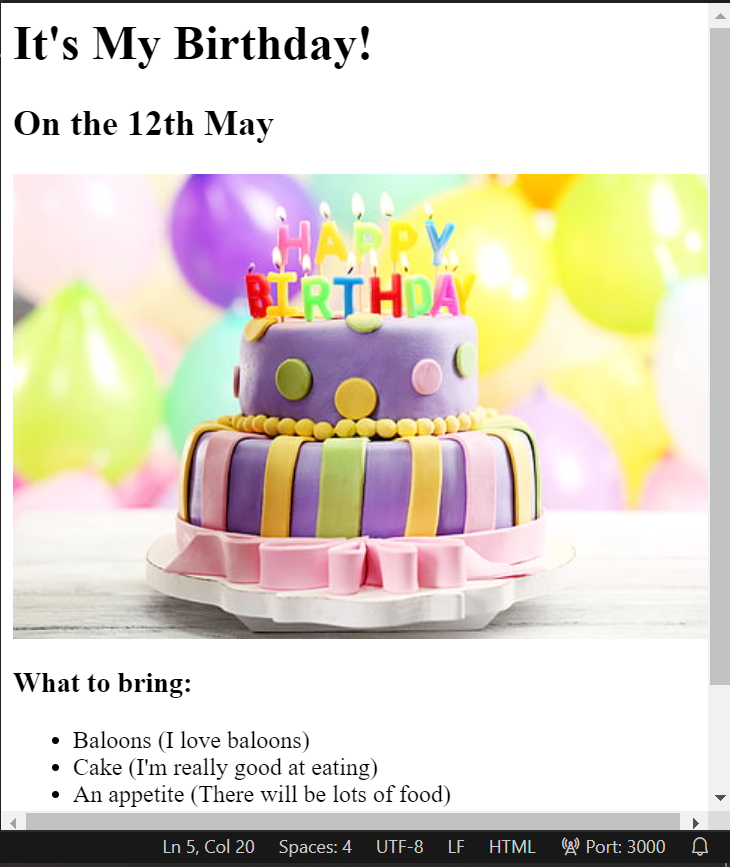 It's My Birthday!
On the 12th May
HAPPY
BIRTHDAY
What to bring:
Baloons (I love baloons)
Cake (I'm really good at eating)
An appetite (There will be lots of food)
Ln 5, Col 20 Spaces: 4 UTF-8 LF HTML Port: 3000